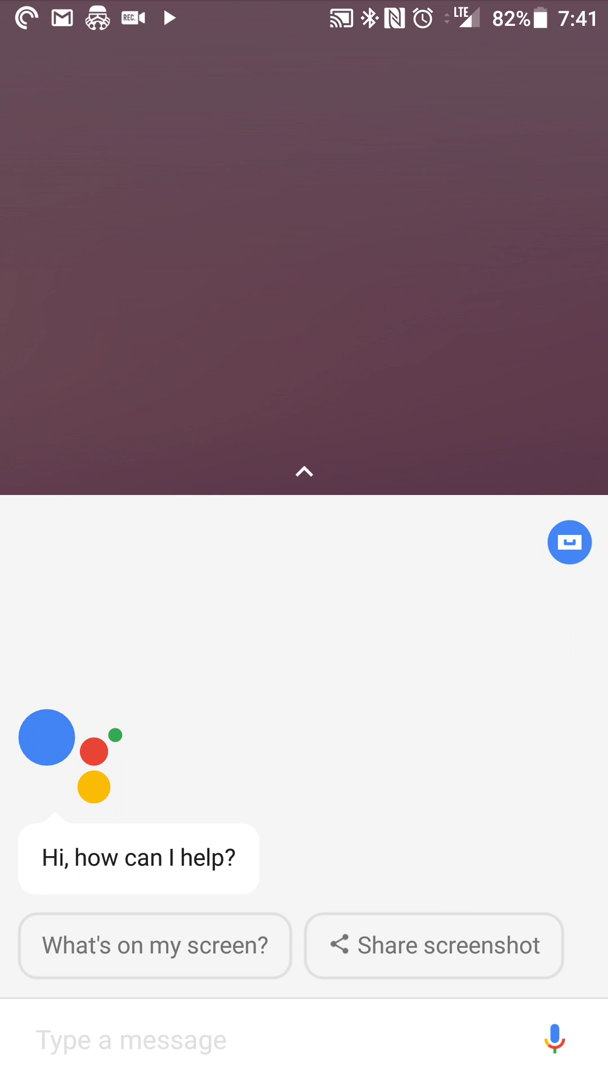 REC.
LTE
82%
7:41
Hi, how can I help?
What's on my screen?
Share screenshot
Type a message